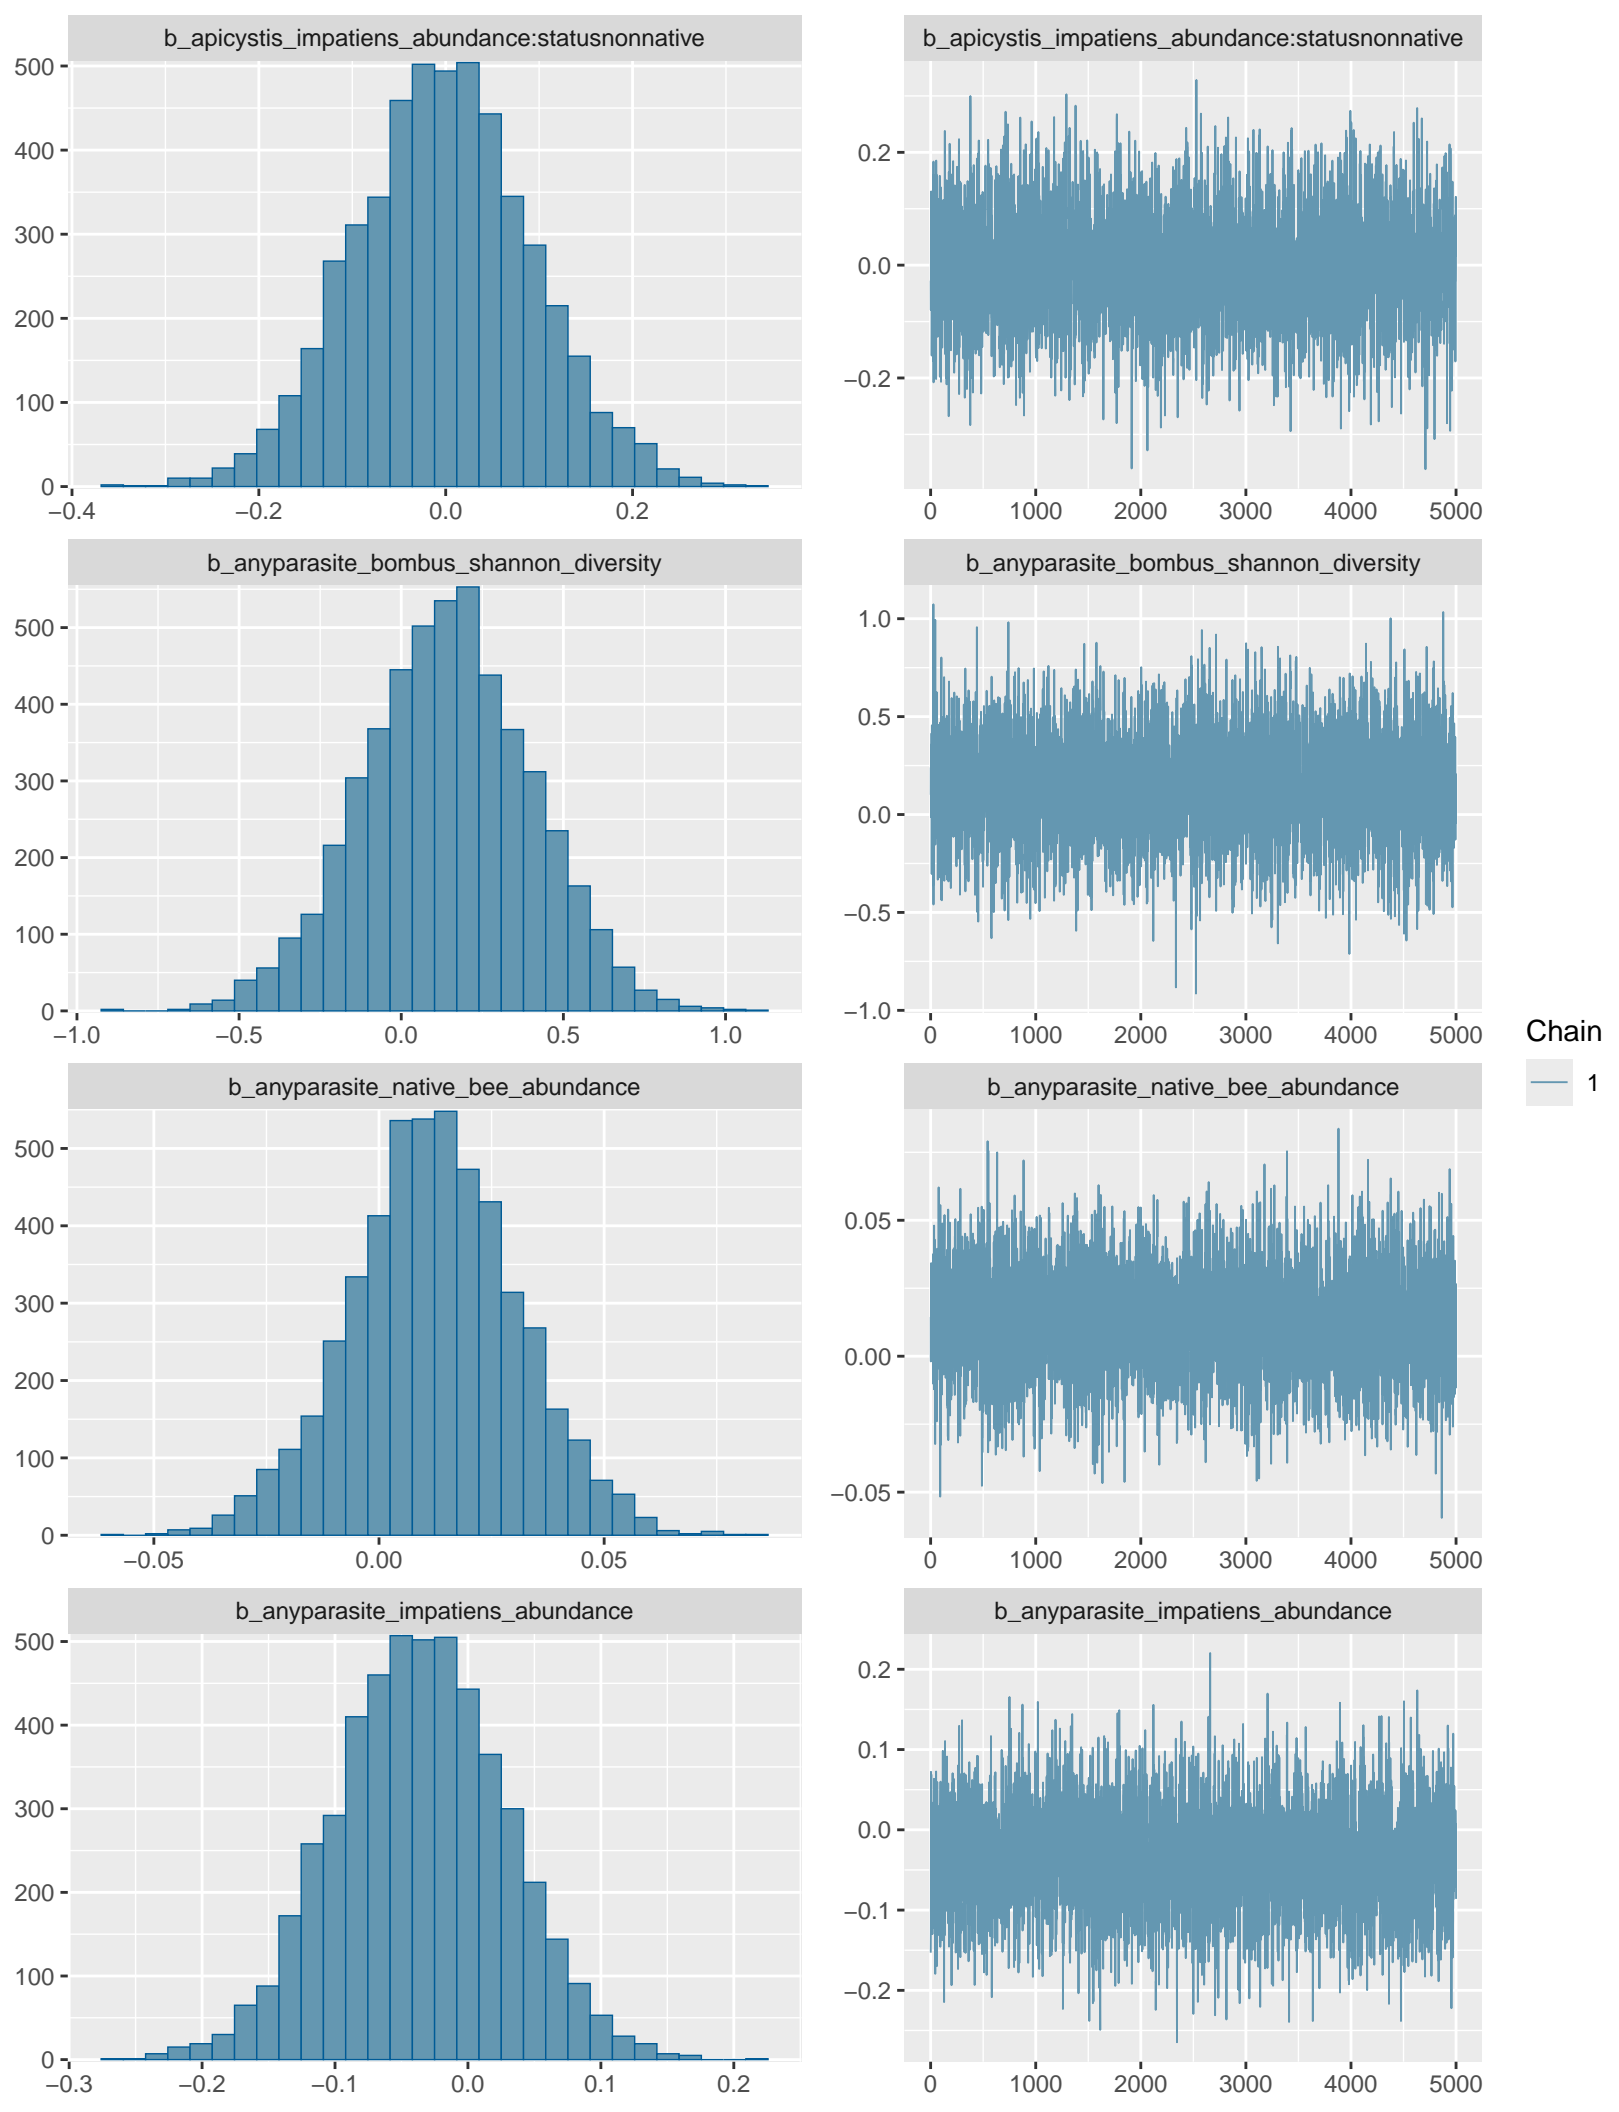 b_apicystis_impatiens_abundance:statusnonnative
b_apicystis_impatiens_abundance:statusnonnative
500
400
300
200
100
0
−0.4 −0.2 0.0 0.2
0.2
0.0
−0.2
0 1000 2000 3000 4000 5000
b_anyparasite_bombus_shannon_diversity
b_anyparasite_bombus_shannon_diversity
500
400
300
200
100
0
−1.0 −0.5 0.0 0.5 1.0
1.0
0.5
0.0
−0.5
−1.0
0 1000 2000 3000 4000 5000
b_anyparasite_native_bee_abundance
b_anyparasite_native_bee_abundance
500
400
300
200
100
0
−0.05 0.00 0.05
0.05
0.00
−0.05
0 1000 2000 3000 4000 5000
b_anyparasite_impatiens_abundance
b_anyparasite_impatiens_abundance
500
400
300
200
100
0
−0.3 −0.2 −0.1 0.0 0.1 0.2
0.2
0.1
0.0
−0.1
−0.2
0 1000 2000 3000 4000 5000
Chain
1